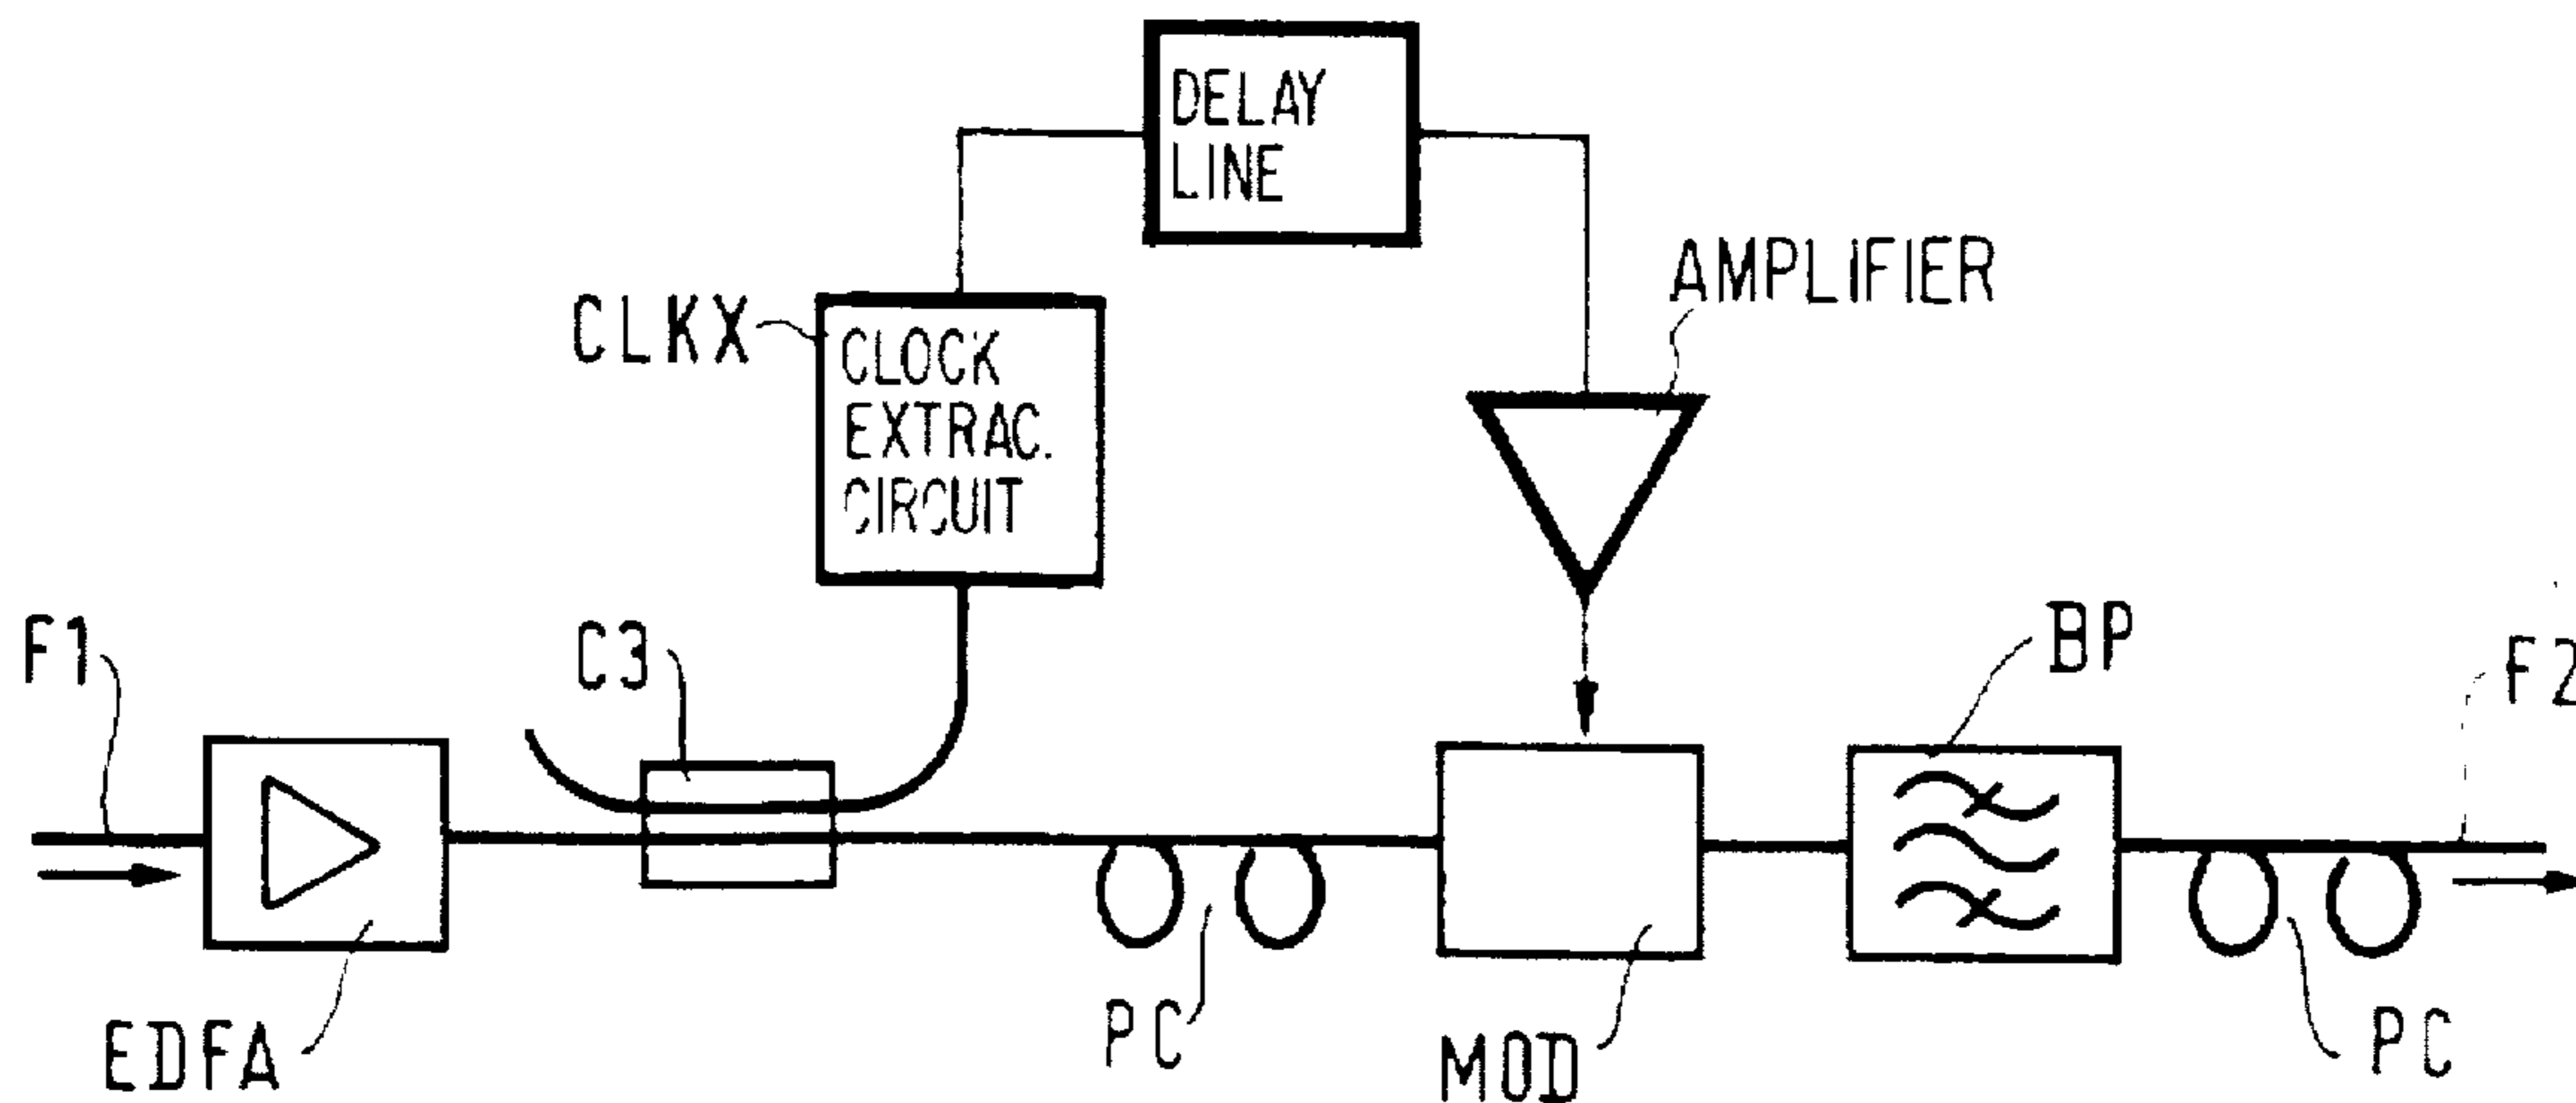 DELAY
LINE
AMPLIFIER
CLKX
CLOCK
EXTRAC.
CIRCUIT
F1
C3
BP
F2
EDFA
PC
MOD
PC